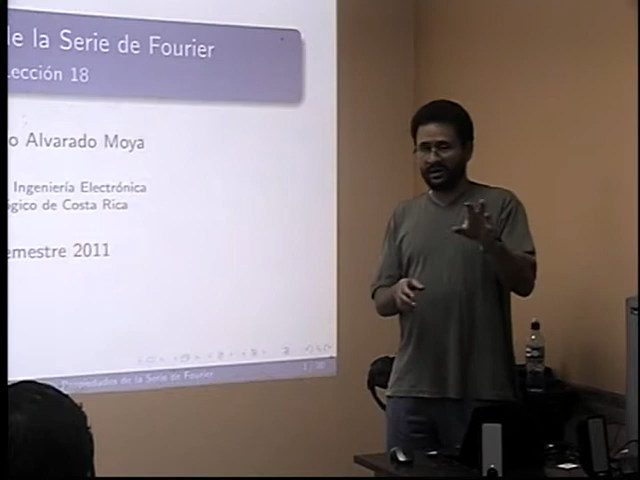 de la Serie de Fourier
Lección 18
o Alvarado Moya
Ingeniería Electrónica
ógico de Costa Rica
emestre 2011
Propiedades de la Serie de Fourier